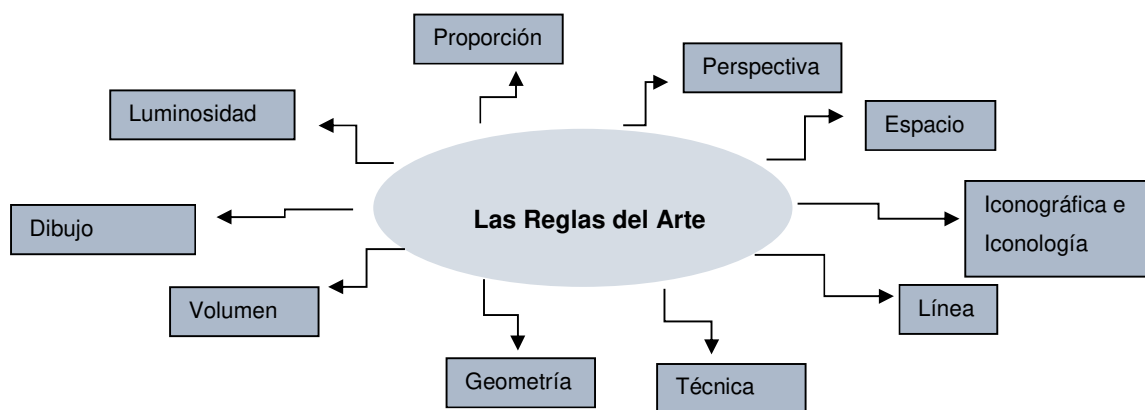 Proporción
Perspectiva
Luminosidad
Espacio
Las Reglas del Arte
Iconográfica e
Iconología
Dibujo
Volumen
Línea
Geometría
Técnica